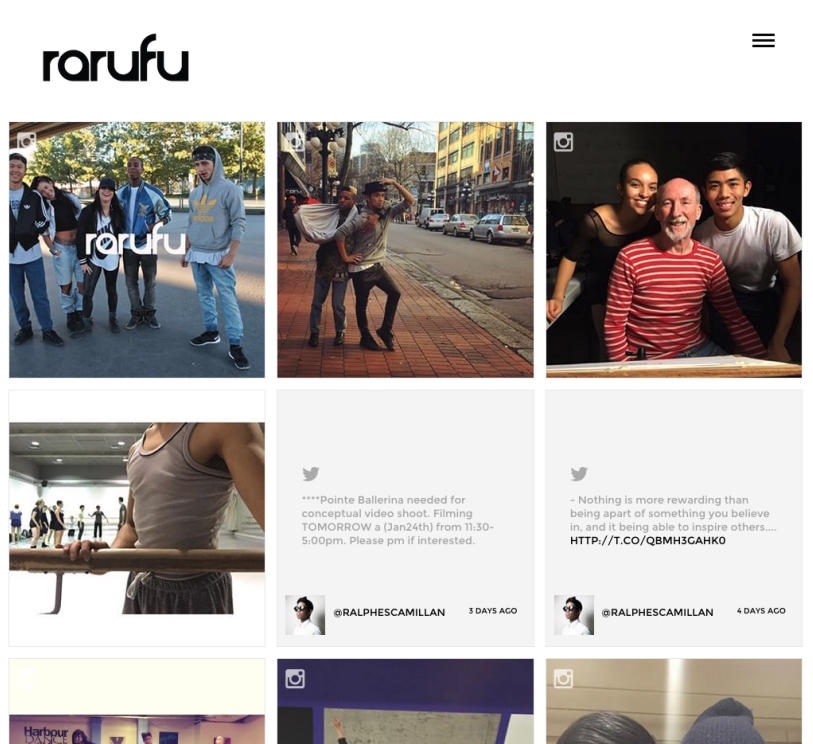 rarufu
rarufu
adidas
****Pointe Ballerina needed for
conceptual video shoot. Filming
TOMORROW a (Jan24th) from 11:30-
5:00pm. Please pm if interested.
@RALPHESCAMILLAN 3 DAYS AGO
~ Nothing is more rewarding than
being apart of something you believe
in, and it being able to inspire others....
HTTP://T.CO/QBMH3GAHK0
@RALPHESCAMILLAN 4 DAYS AGO
Harbour
DANCE